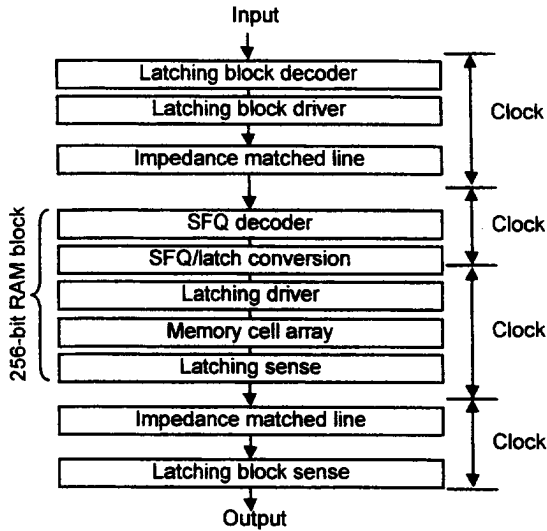 Input
Latching block decoder
Latching block driver
Clock
Impedance matched line
SFQ decoder
Clock
SFQ/latch conversion
256-bit RAM block
Latching driver
Memory cell array
Clock
Latching sense
Impedance matched line
Clock
Latching block sense
Output